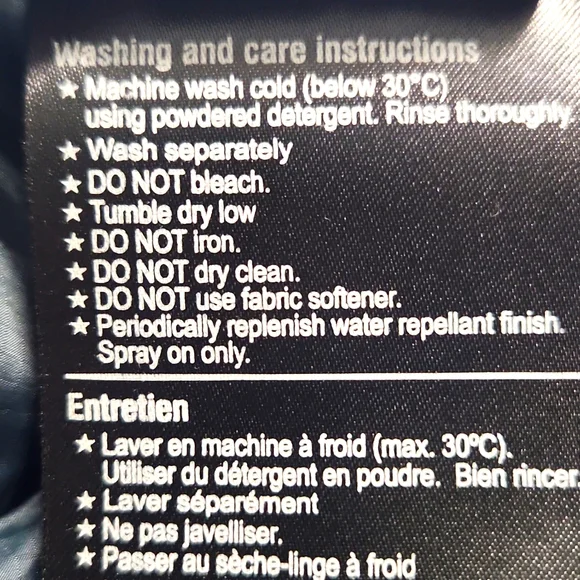 Washing and care instructions
★ Machine wash cold (below 30°C)
using powdered detergent. Rinse thoroughly.
★ Wash separately
★ DO NOT bleach.
★ Tumble dry low
★ DO NOT iron.
★ DO NOT dry clean.
★ DO NOT use fabric softener.
★ Periodically replenish water repellant finish.
Spray on only.
Entretien
★ Laver en machine à froid (max. 30ºC).
Utiliser du détergent en poudre. Bien rincer.
★ Laver séparément
★ Ne pas javelliser.
★ Passer au sèche-linge à froid